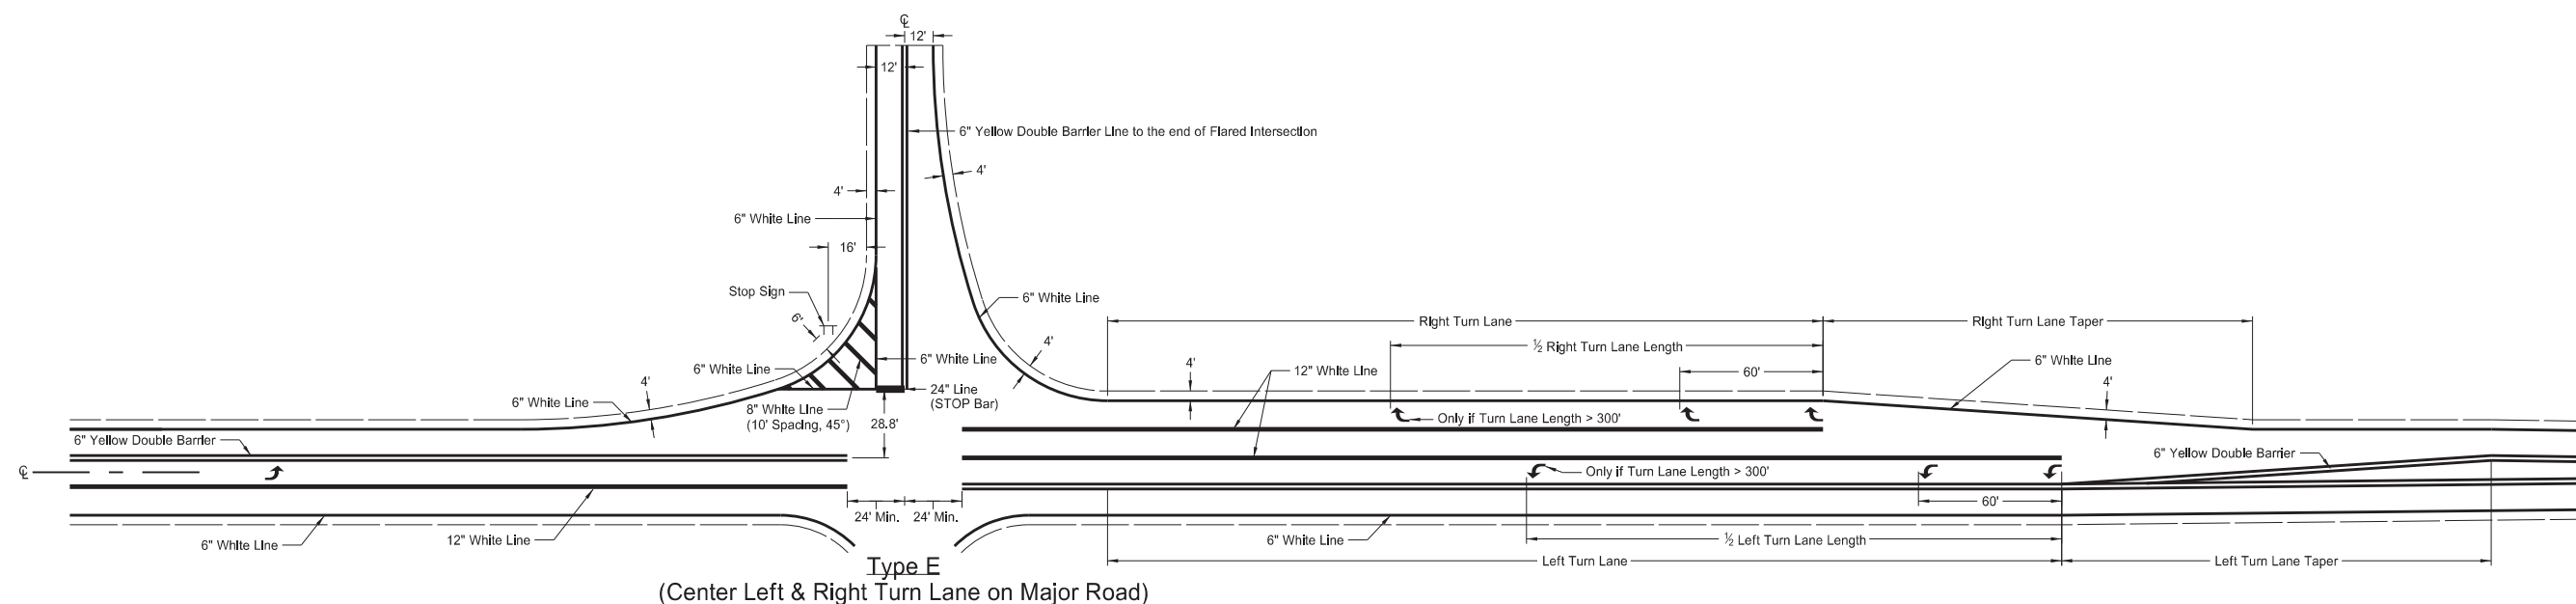 ℄
12'
12'
6" Yellow Double Barrier Line to the end of Flared Intersection
4'
4'
6" White Line
16'
Stop Sign
6'
6" White Line
6" White Line
4'
6" White Line
24" Line
(STOP Bar)
8" White Line
(10' Spacing, 45°)
28.8'
4'
6" White Line
Right Turn Lane
Right Turn Lane Taper
½ Right Turn Lane Length
60'
12" White Line
4'
6" White Line
4'
4'
6" White Line
Only if Turn Lane Length > 300'
6" Yellow Double Barrier
℄
6" Yellow Double Barrier
Only if Turn Lane Length > 300'
60'
24' Min.
24' Min.
6" White Line
12" White Line
6" White Line
½ Left Turn Lane Length
Left Turn Lane
Left Turn Lane Taper
Type E
(Center Left & Right Turn Lane on Major Road)